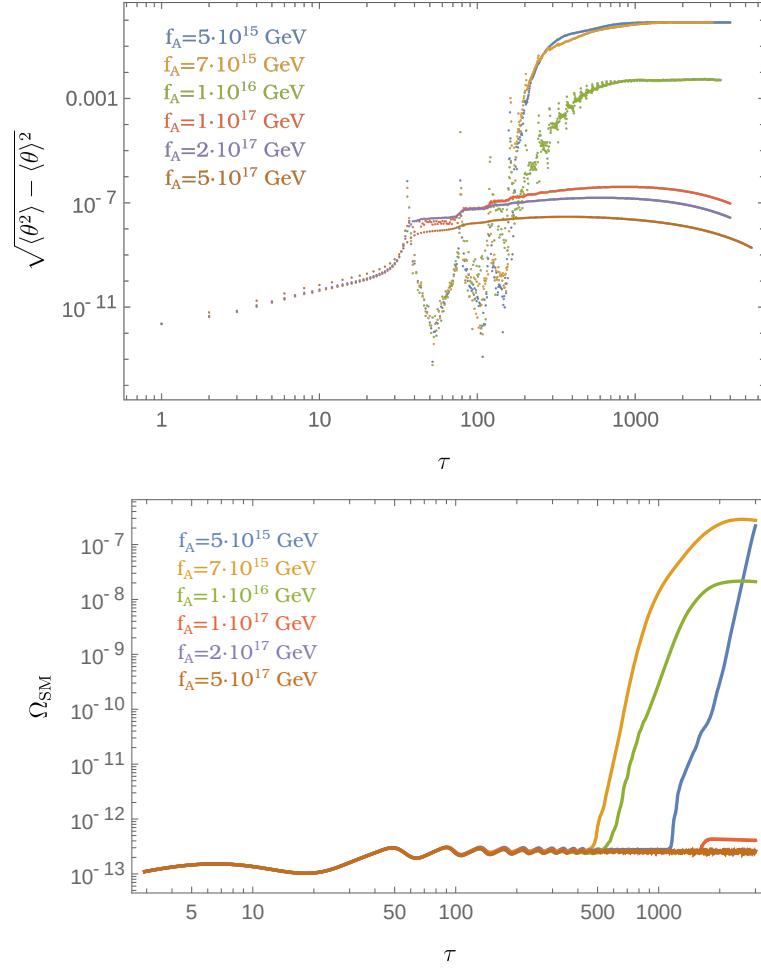 f_A=5·10^15 GeV
f_A=7·10^15 GeV
f_A=1·10^16 GeV
f_A=1·10^17 GeV
f_A=2·10^17 GeV
f_A=5·10^17 GeV
√⟨θ²⟩ − ⟨θ⟩²
0.001
10^-7
10^-11
1 10 100 1000
τ
f_A=5·10^15 GeV
f_A=7·10^15 GeV
f_A=1·10^16 GeV
f_A=1·10^17 GeV
f_A=2·10^17 GeV
f_A=5·10^17 GeV
Ω_SM
10^-7
10^-8
10^-9
10^-10
10^-11
10^-12
10^-13
5 10 50 100 500 1000
τ